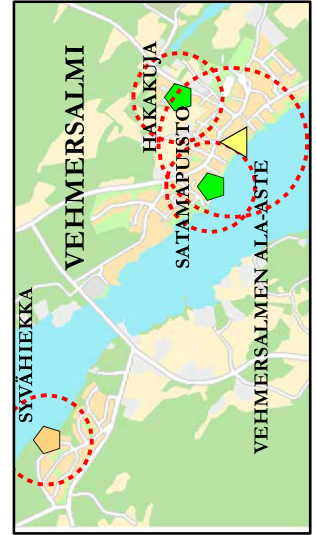 SYVÄHIEKKA
VEHMERSALMI
HAKAKUJA
SATAMAPUISTO
VEHMERSALMEN ALA-ASTE